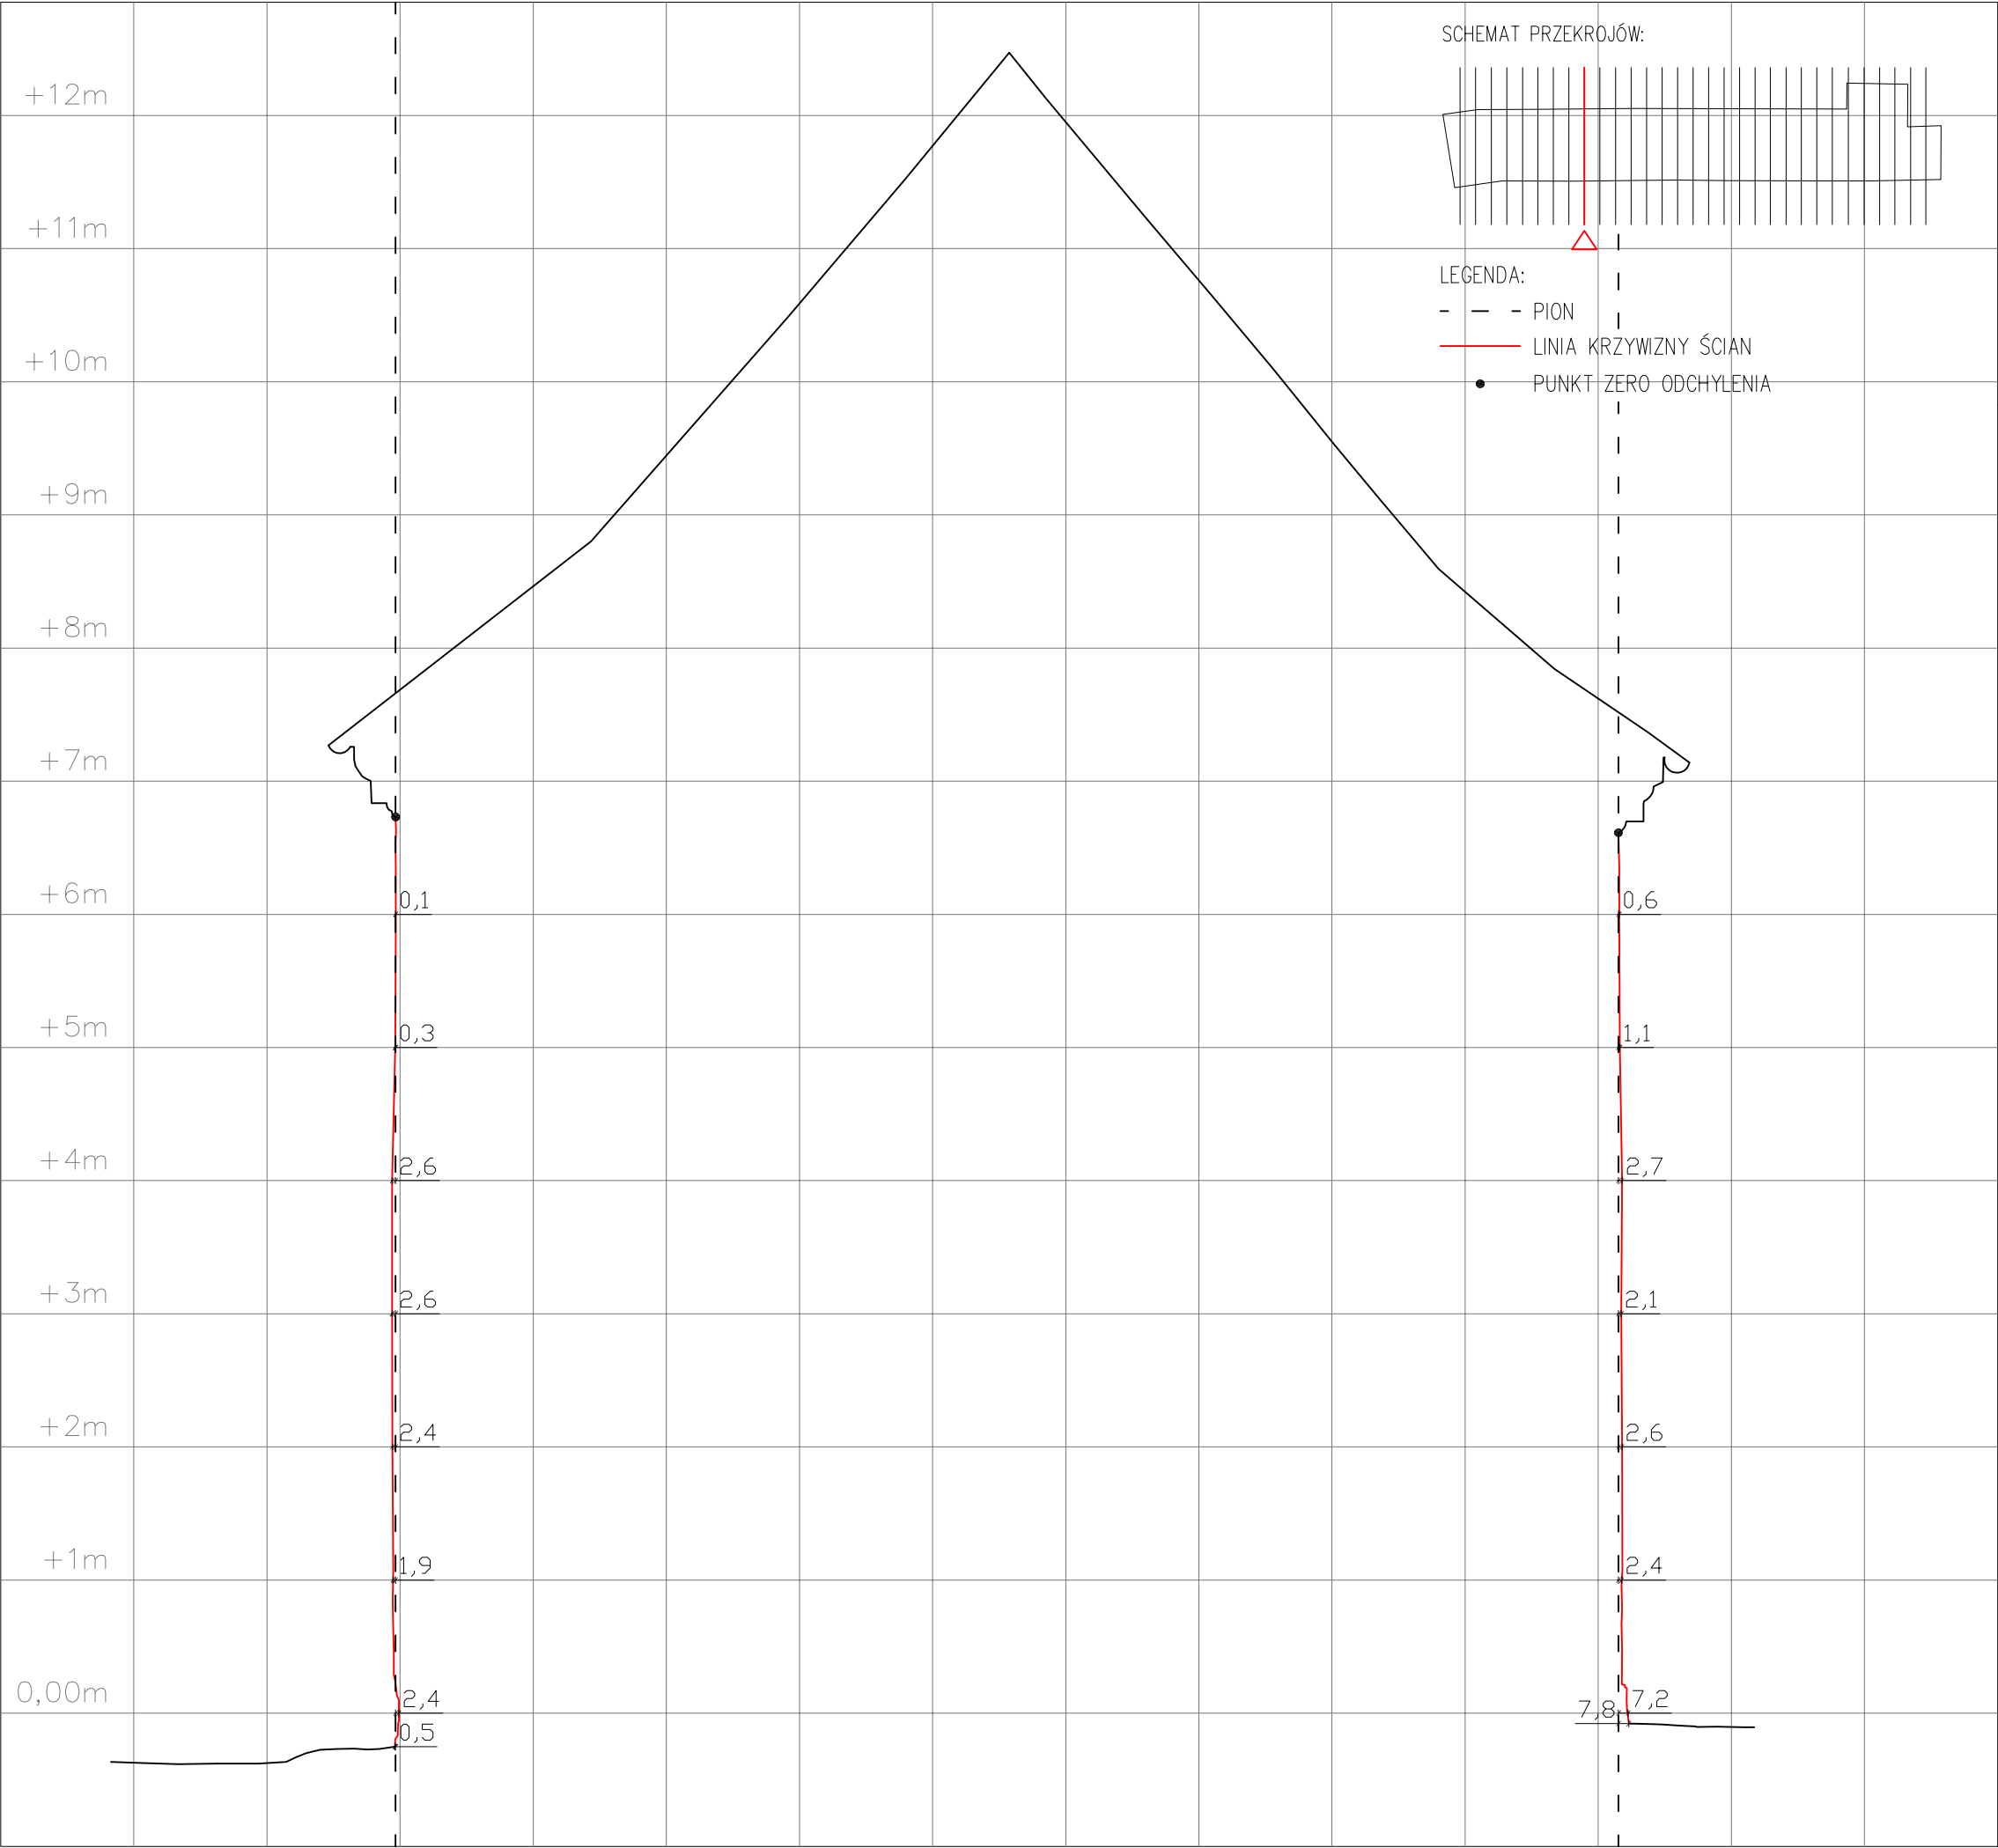 SCHEMAT PRZEKROJÓW:
+12m
+11m
LEGENDA:
PION
LINIA KRZYWIZNY ŚCIAN
+10m
PUNKT ZERO ODCHYLENIA
+9m
+8m
+7m
+6m 0,1 0,6
+5m 0,3 1,1
+4m 2,6 2,7
+3m 2,6 2,1
+2m 2,4 2,6
+1m 1,9 2,4
0,00m 2,4 7,2
0,5 7,8